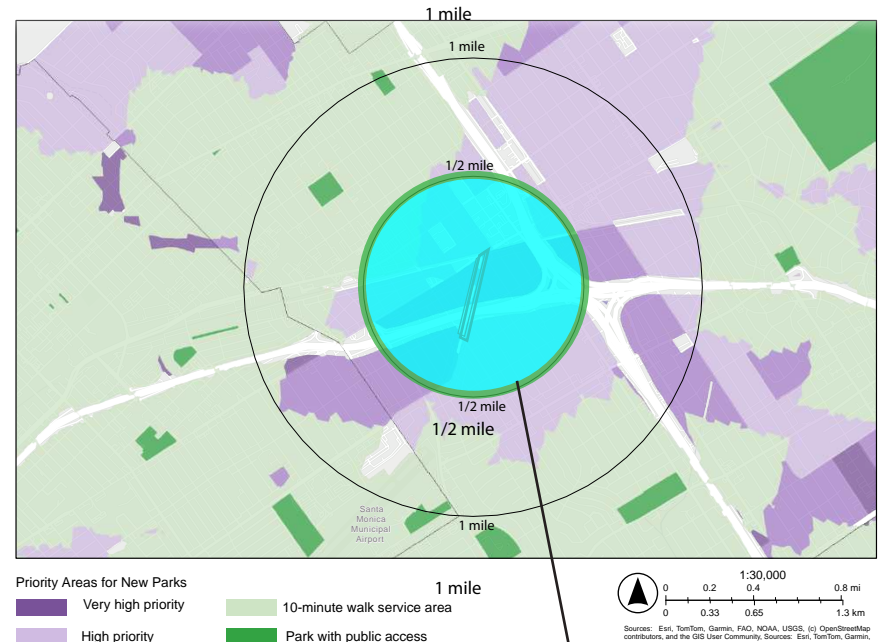 1 mile
1 mile
1/2 mile
1/2 mile
1/2 mile
Santa
Monica
Municipal
Airport
1 mile
Priority Areas for New Parks
Very high priority
High priority
10-minute walk service area
Park with public access
1 mile
1:30,000
0 0.2 0.4 0.8 mi
0 0.33 0.65 1.3 km
Sources: Esri, TomTom, Garmin, FAO, NOAA, USGS, (c) OpenStreetMap
contributors, and the GIS User Community, Sources: Esri, TomTom, Garmin,